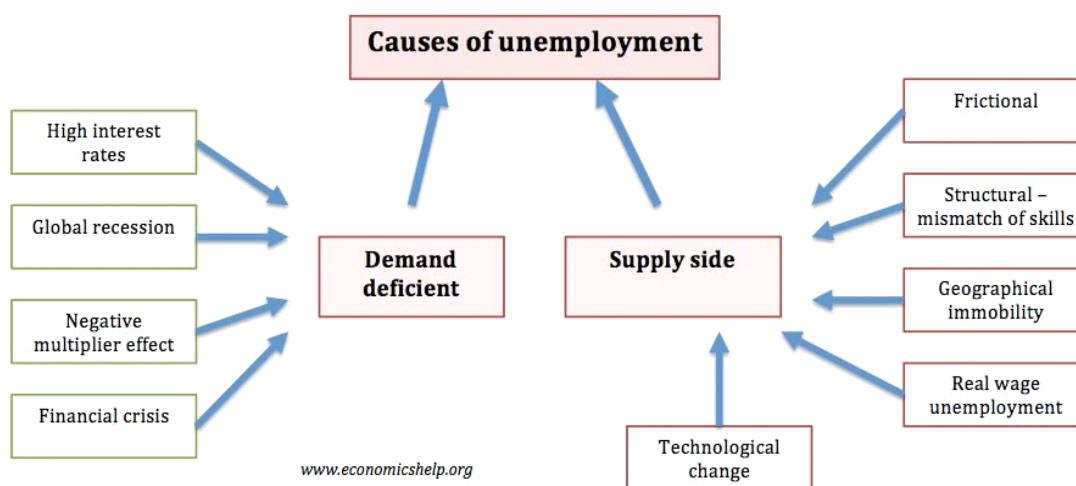 Causes of unemployment
High interest
rates
Global recession
Negative
multiplier effect
Financial crisis
Demand
deficient
Supply side
Frictional
Structural –
mismatch of skills
Geographical
immobility
Real wage
unemployment
Technological
change
www.economicshelp.org